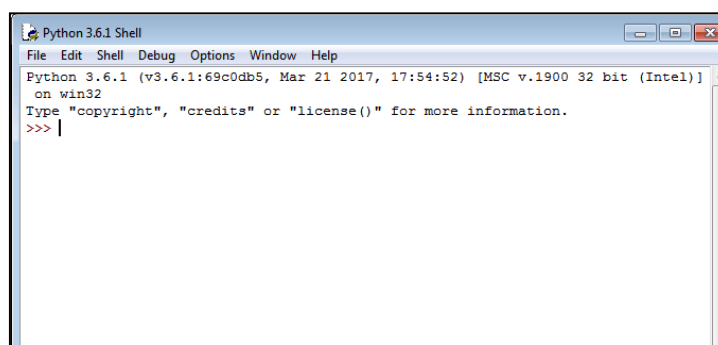 Python 3.6.1 Shell
File Edit Shell Debug Options Window Help
Python 3.6.1 (v3.6.1:69c0db5, Mar 21 2017, 17:54:52) [MSC v.1900 32 bit (Intel)]
on win32
Type "copyright", "credits" or "license()" for more information.
>>>